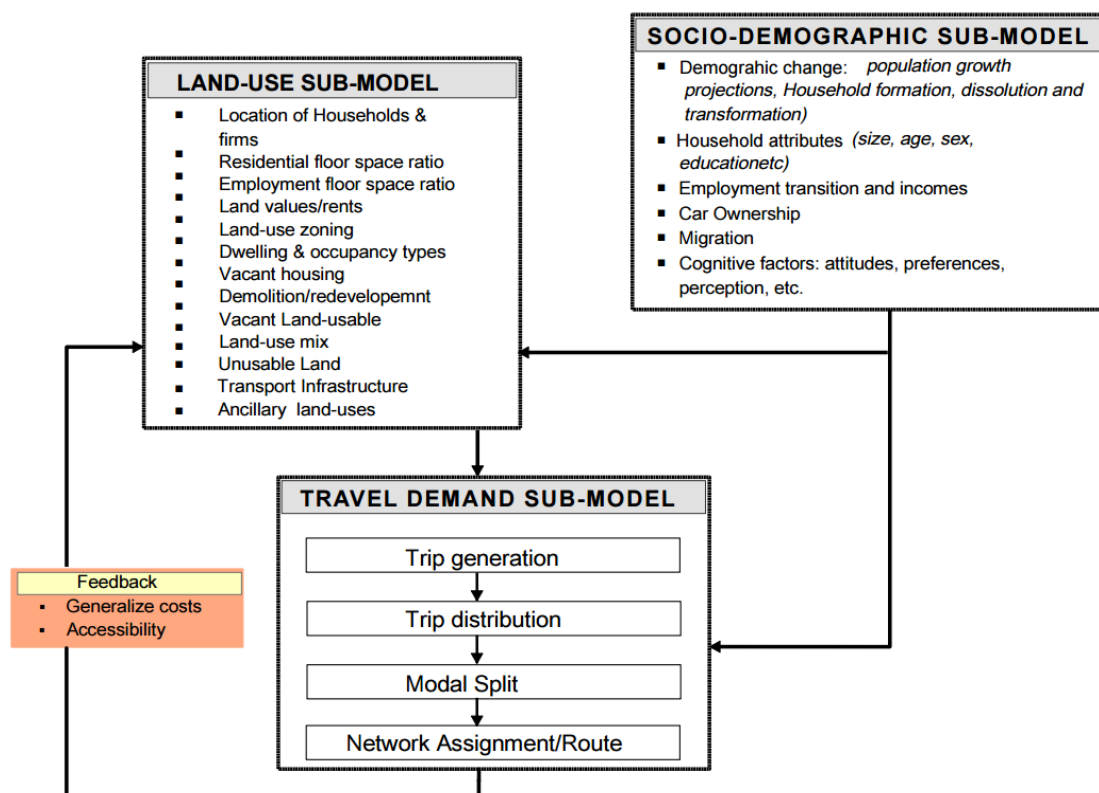 SOCIO-DEMOGRAPHIC SUB-MODEL
▪ Demograhic change: population growth
projections, Household formation, dissolution and
transformation)
▪ Household attributes (size, age, sex,
educationetc)
▪ Employment transition and incomes
▪ Car Ownership
▪ Migration
▪ Cognitive factors: attitudes, preferences,
perception, etc.
LAND-USE SUB-MODEL
▪ Location of Households &
firms
▪ Residential floor space ratio
▪ Employment floor space ratio
▪ Land values/rents
▪ Land-use zoning
▪ Dwelling & occupancy types
▪ Vacant housing
▪ Demolition/redevelopemnt
▪ Vacant Land-usable
▪ Land-use mix
▪ Unusable Land
▪ Transport Infrastructure
▪ Ancillary land-uses
TRAVEL DEMAND SUB-MODEL
Trip generation
Trip distribution
Modal Split
Network Assignment/Route
Feedback
▪ Generalize costs
▪ Accessibility